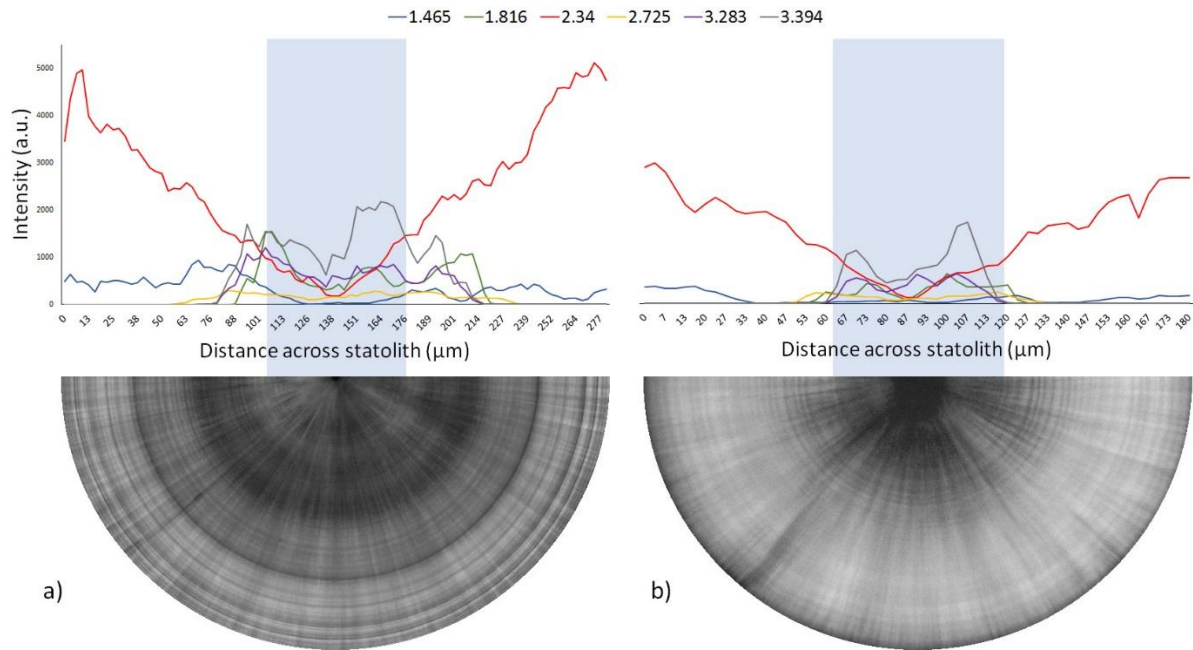 1.465 1.816 2.34 2.725 3.283 3.394
Intensity (a.u.)
5000
4000
3000
2000
1000
0
0 13 25 38 50 63 76 88 101 113 126 139 151 164 176 189 201 214 227 239 252 264 277
Distance across statolith (µm)
0 7 13 20 27 33 40 47 53 60 67 73 80 87 93 100 107 113 120 127 133 140 147 153 160 167 173 180
Distance across statolith (µm)
a)
b)